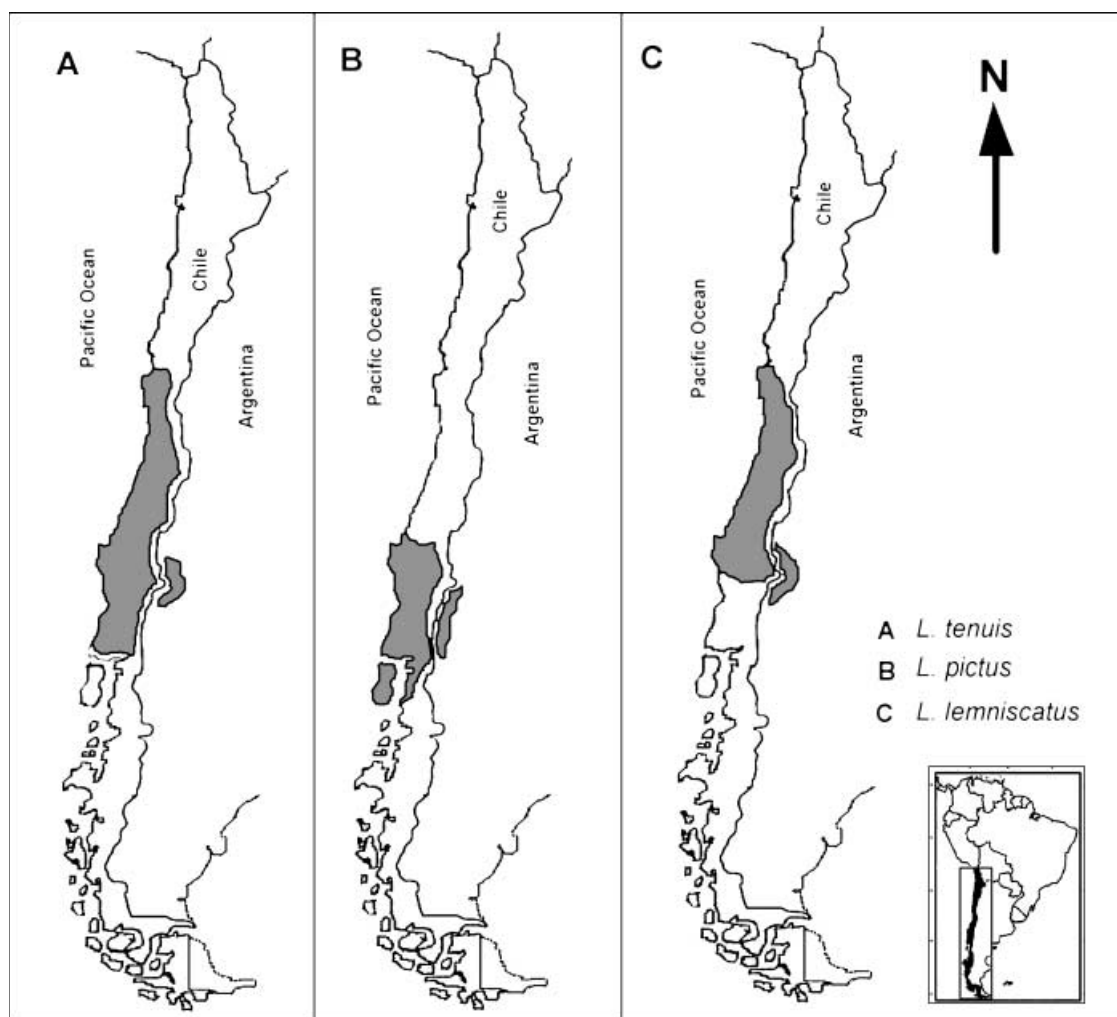 A
Pacific Ocean
Chile
Argentina
B
Pacific Ocean
Chile
Argentina
C
Pacific Ocean
Chile
Argentina
N
A L. tenuis
B L. pictus
C L. lemniscatus